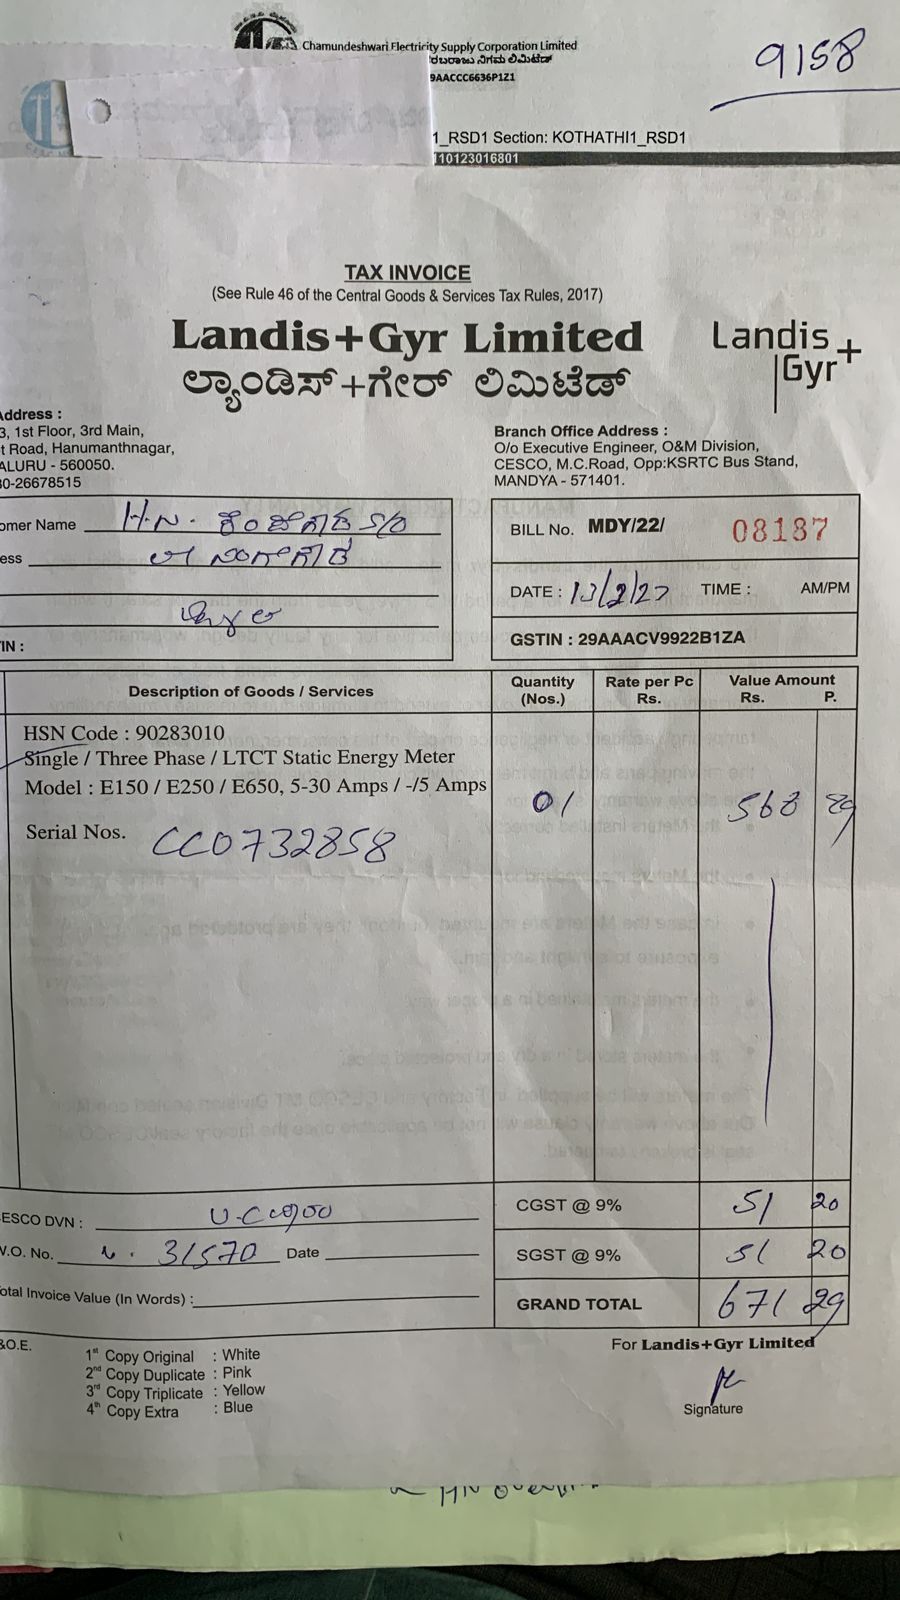 Chamundeshwari Electricity Supply Corporation Limited
9AACCC6636P1Z1
9158
1_RSD1 Section: KOTHATHI1_RSD1
110123016801
TAX INVOICE
(See Rule 46 of the Central Goods & Services Tax Rules, 2017)
Landis+Gyr Limited
ಲ್ಯಾಂಡಿಸ್+ಗೇರ್ ಲಿಮಿಟೆಡ್
Landis
Gyr+
Address :
3, 1st Floor, 3rd Main,
t Road, Hanumanthnagar,
ALURU - 560050.
80-26678515
Branch Office Address :
O/o Executive Engineer, O&M Division,
CESCO, M.C.Road, Opp:KSRTC Bus Stand,
MANDYA - 571401.
omer Name H.N.
ess
IN :
BILL No. MDY/22/ 08187
DATE : TIME : AM/PM
GSTIN : 29AAACV9922B1ZA
Description of Goods / Services Quantity (Nos.) Rate per Pc Rs. Value Amount Rs. P.
HSN Code : 90283010
Single / Three Phase / LTCT Static Energy Meter
Model : E150 / E250 / E650, 5-30 Amps / -/5 Amps 01 568 89
Serial Nos. CC0732858
ESCO DVN :
V.O. No. 31570 Date
otal Invoice Value (In Words) :
CGST @ 9% 51 20
SGST @ 9% 51 20
GRAND TOTAL 671 29
&O.E.
1st Copy Original : White
2nd Copy Duplicate : Pink
3rd Copy Triplicate : Yellow
4th Copy Extra : Blue
For Landis+Gyr Limited
Signature